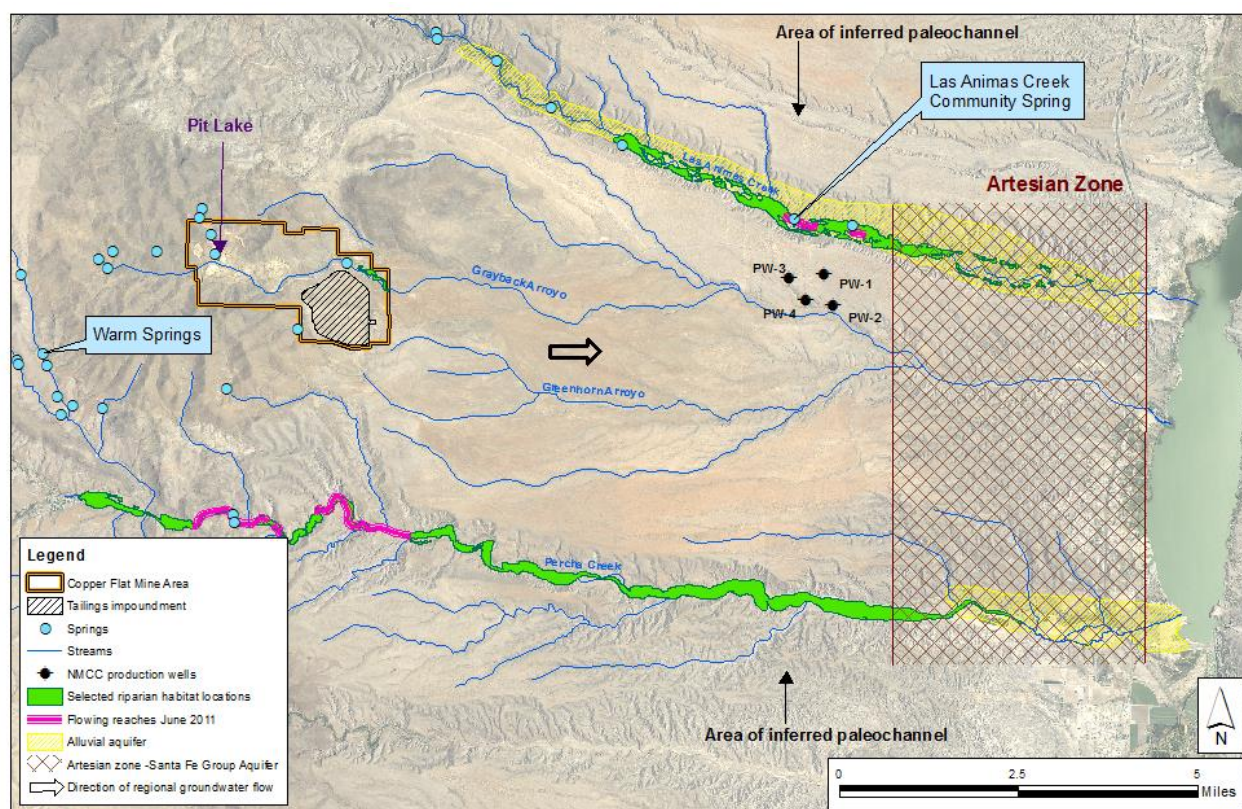 Area of inferred paleochannel
Las Animas Creek
Community Spring
Pit Lake
Las Animas Creek
Artesian Zone
PW-3
PW-1
Grayback Arroyo
PW-4
PW-2
Warm Springs
Greenhorn Arroyo
Percha Creek
Area of inferred paleochannel
Legend
Copper Flat Mine Area
Tailings impoundment
Springs
Streams
NMCC production wells
Selected riparian habitat locations
Flowing reaches June 2011
Alluvial aquifer
Artesian zone -Santa Fe Group Aquifer
Direction of regional groundwater flow
N
0 2.5 5
Miles